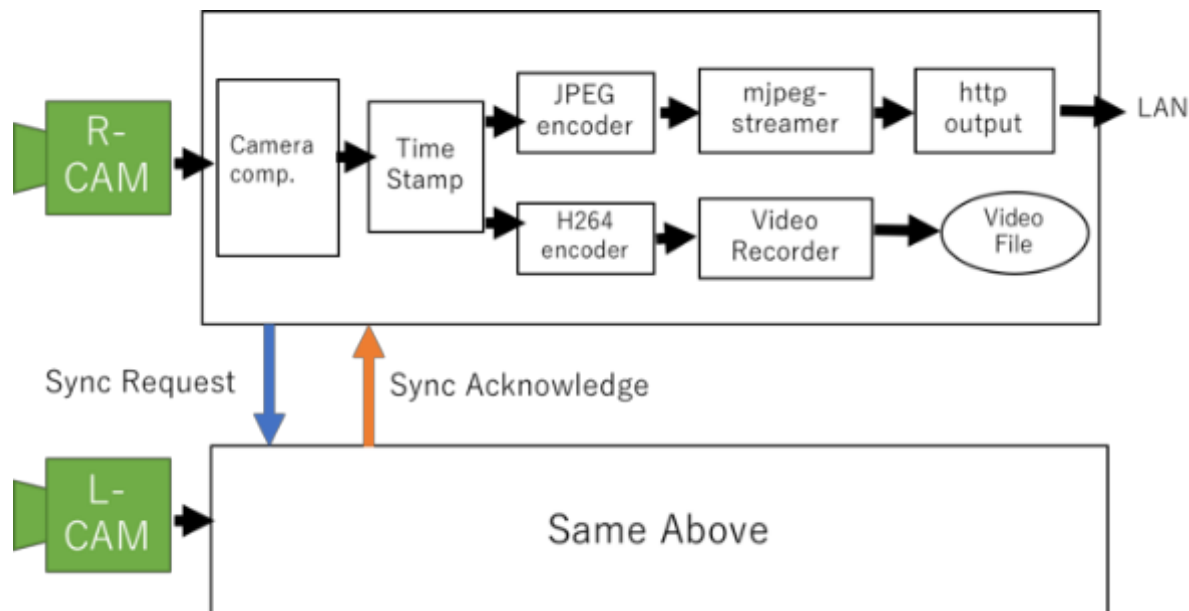 R-
CAM
Camera
comp.
Time
Stamp
JPEG
encoder
mjpeg-
streamer
http
output
LAN
H264
encoder
Video
Recorder
Video
File
Sync Request
Sync Acknowledge
L-
CAM
Same Above